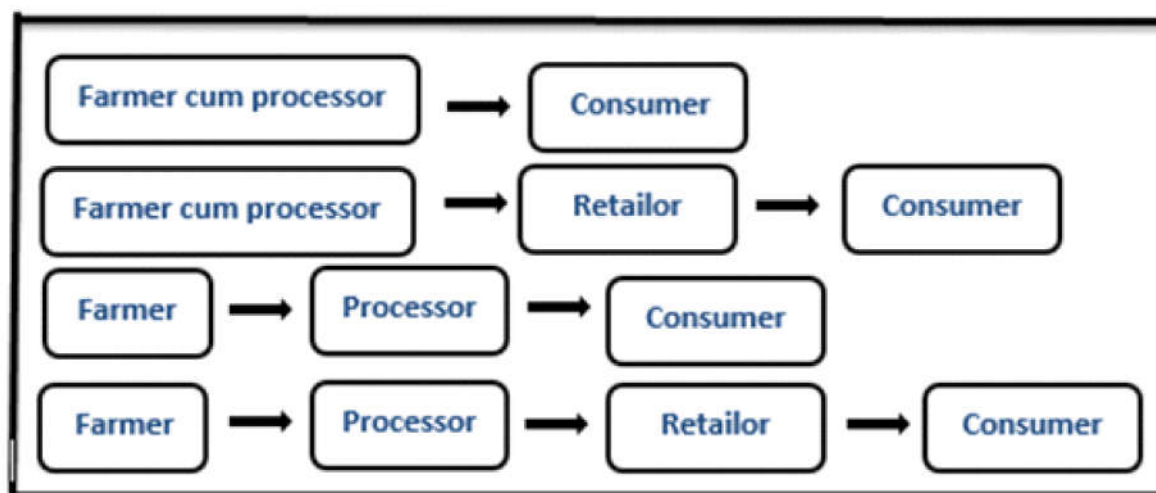 Farmer cum processor Consumer
Farmer cum processor Retailor Consumer
Farmer Processor Consumer
Farmer Processor Retailor Consumer